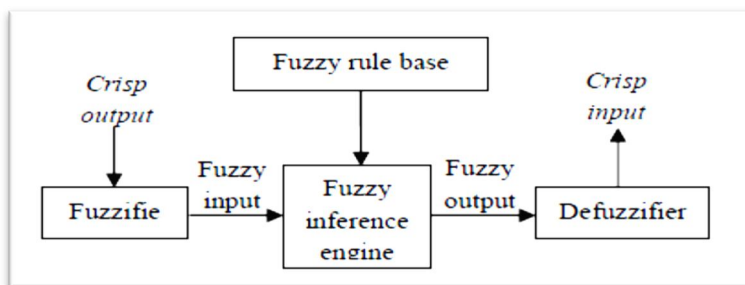 Fuzzy rule base
Crisp
output
Crisp
input
Fuzzy
input
Fuzzy
output
Fuzzifie
Fuzzy
inference
engine
Defuzzifier